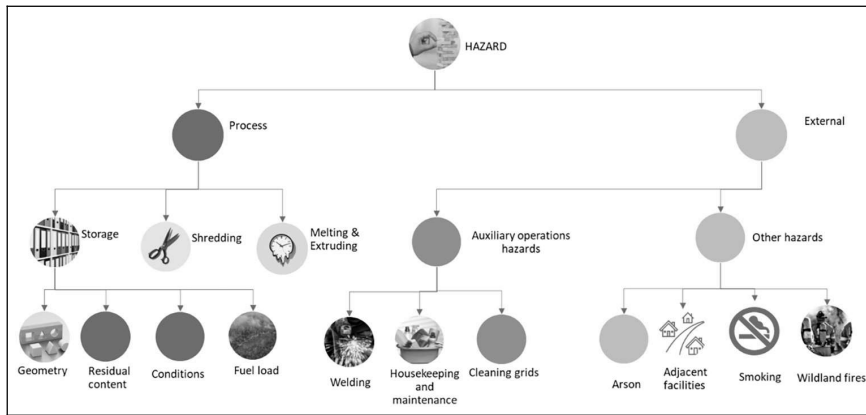 HAZARD
Process
External
Storage
Shredding
Melting &
Extruding
Auxiliary operations
hazards
Other hazards
Geometry
Residual
content
Conditions
Fuel load
Welding
Housekeeping
and
maintenance
Cleaning grids
Arson
Adjacent
facilities
Smoking
Wildland fires